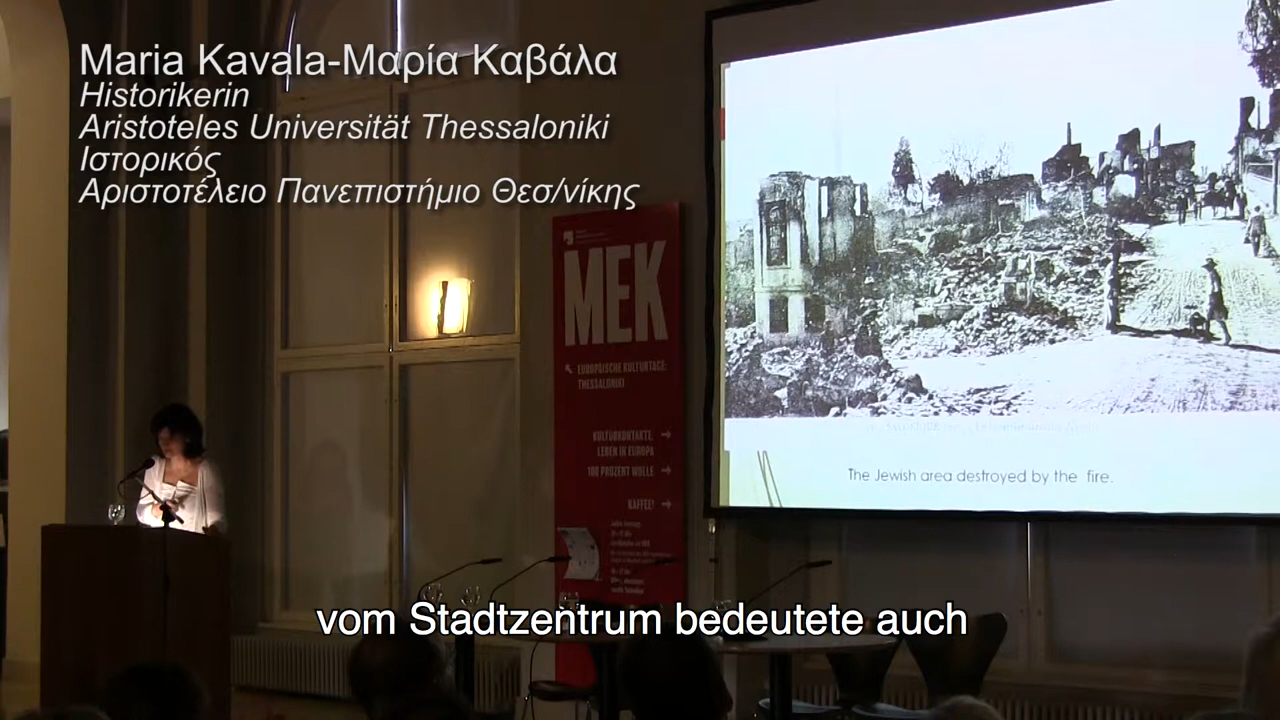 Maria Kavala-Μαρία Καβάλα
Historikerin
Aristoteles Universität Thessaloniki
Ιστορικός
Αριστοτέλειο Πανεπιστήμιο Θεσ/νίκης
MEK
EUROPÄISCHE KULTURTAGE:
THESSALONIKI
KULTURKONTAKTE.
LEBEN IN EUROPA
100 PROZENT WOLLE
KAFFEE!
The Jewish area destroyed by the fire.
vom Stadtzentrum bedeutete auch